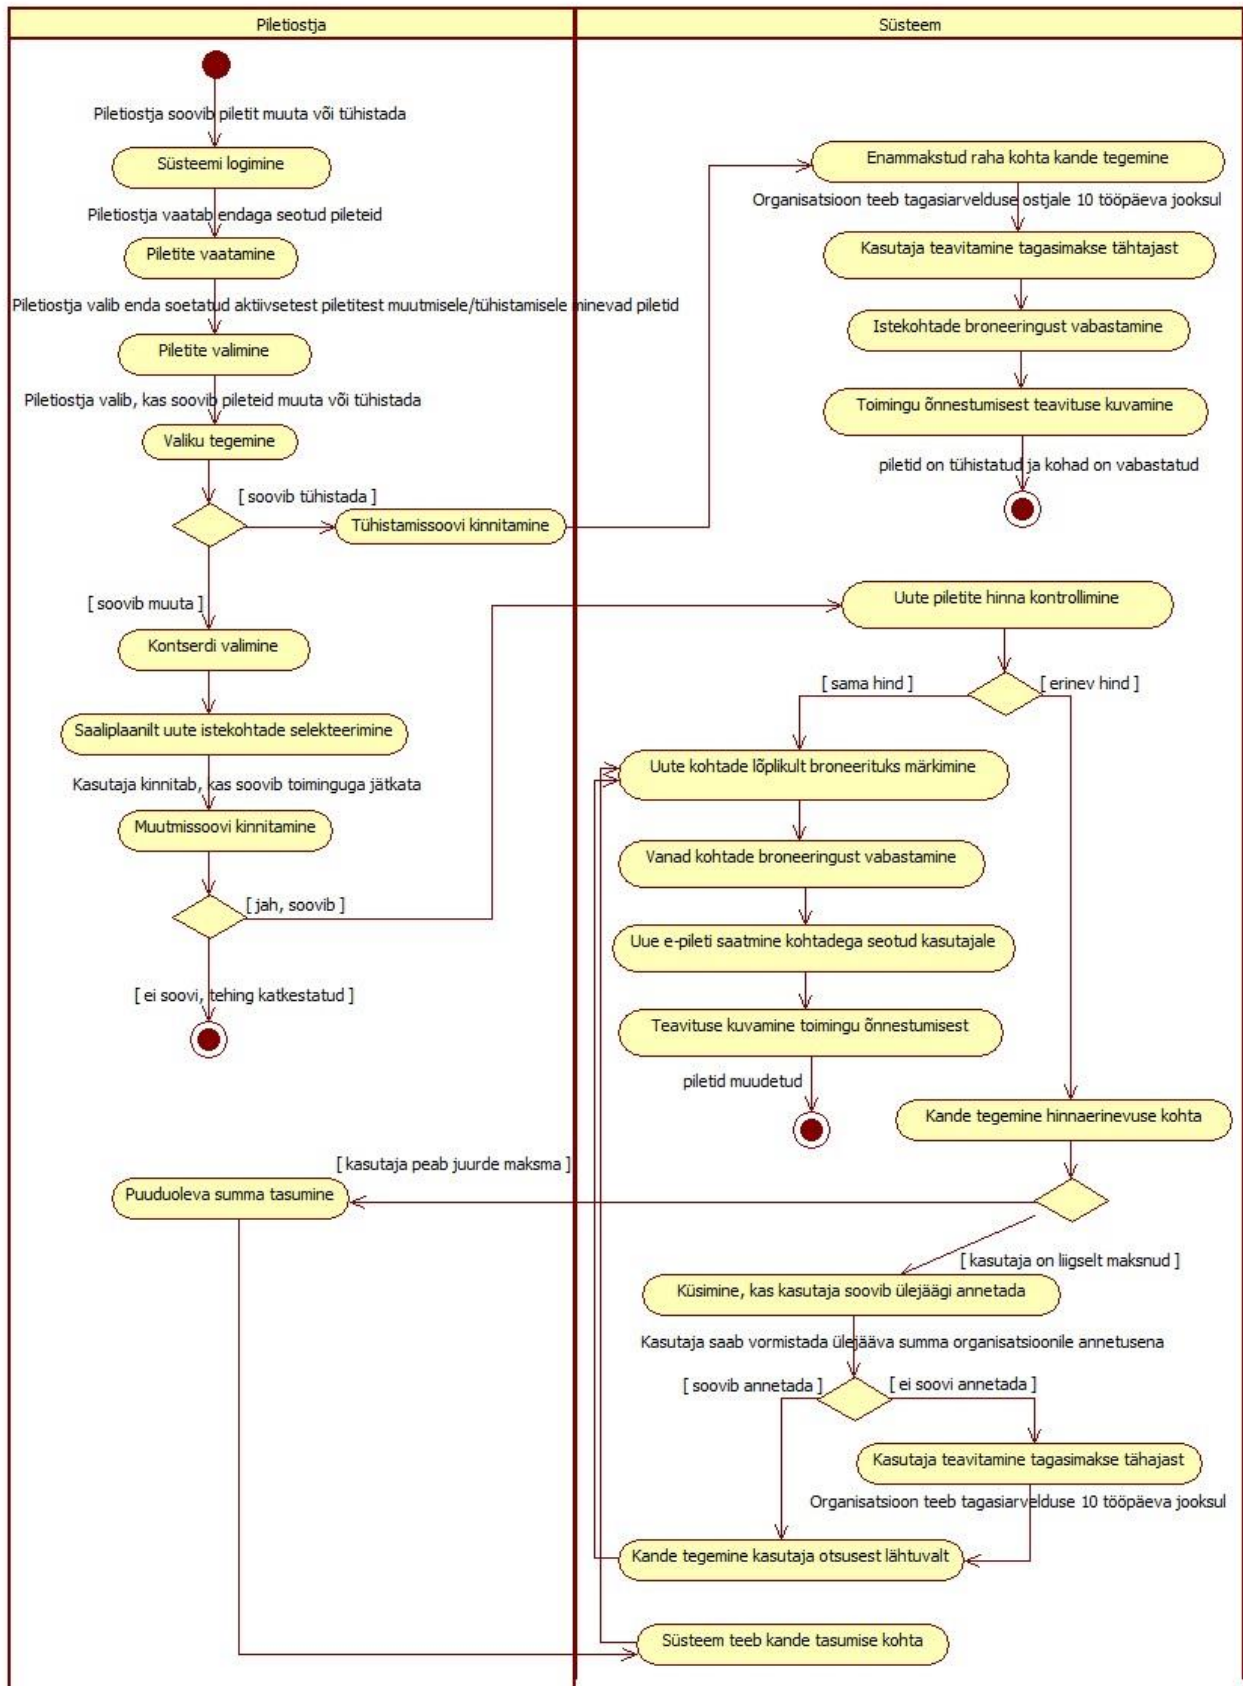 Piletiostja
Süsteem
Piletiostja soovib piletit muuta või tühistada
Süsteemi logimine
Piletiostja vaatab endaga seotud pileteid
Piletite vaatamine
Piletiostja valib enda soetatud aktiivsetest piletitest muutmisele/tühistamisele minevad piletid
Piletite valimine
Piletiostja valib, kas soovib pileteid muuta või tühistada
Valiku tegemine
[ soovib tühistada ]
Tühistamissoovi kinnitamine
Enammakstud raha kohta kande tegemine
Organisatsioon teeb tagasiarvelduse ostjale 10 tööpäeva jooksul
Kasutaja teavitamine tagasimakse tähtajast
Istekohtade broneeringust vabastamine
Toimingu õnnestumisest teavituse kuvamine
piletid on tühistatud ja kohad on vabastatud
[ soovib muuta ]
Kontserdi valimine
Saaliplaanilt uute istekohtade selekteerimine
Kasutaja kinnitab, kas soovib toiminguga jätkata
Muutmissoovi kinnitamine
[ jah, soovib ]
[ ei soovi, tehing katkestatud ]
Uute piletite hinna kontrollimine
[ sama hind ]
[ erinev hind ]
Uute kohtade lõplikult broneerituks märkimine
Vanad kohtade broneeringust vabastamine
Uue e-pileti saatmine kohtadega seotud kasutajale
Teavituse kuvamine toimingu õnnestumisest
piletid muudetud
Kande tegemine hinnaerinevuse kohta
[ kasutaja peab juurde maksma ]
Puuduoleva summa tasumine
[ kasutaja on liigselt maksnud ]
Küsimine, kas kasutaja soovib ülejäägi annetada
Kasutaja saab vormistada ülejääva summa organisatsioonile annetusena
[ soovib annetada ]
[ ei soovi annetada ]
Kasutaja teavitamine tagasimakse tähajast
Organisatsioon teeb tagasiarvelduse 10 tööpäeva jooksul
Kande tegemine kasutaja otsusest lähtuvalt
Süsteem teeb kande tasumise kohta